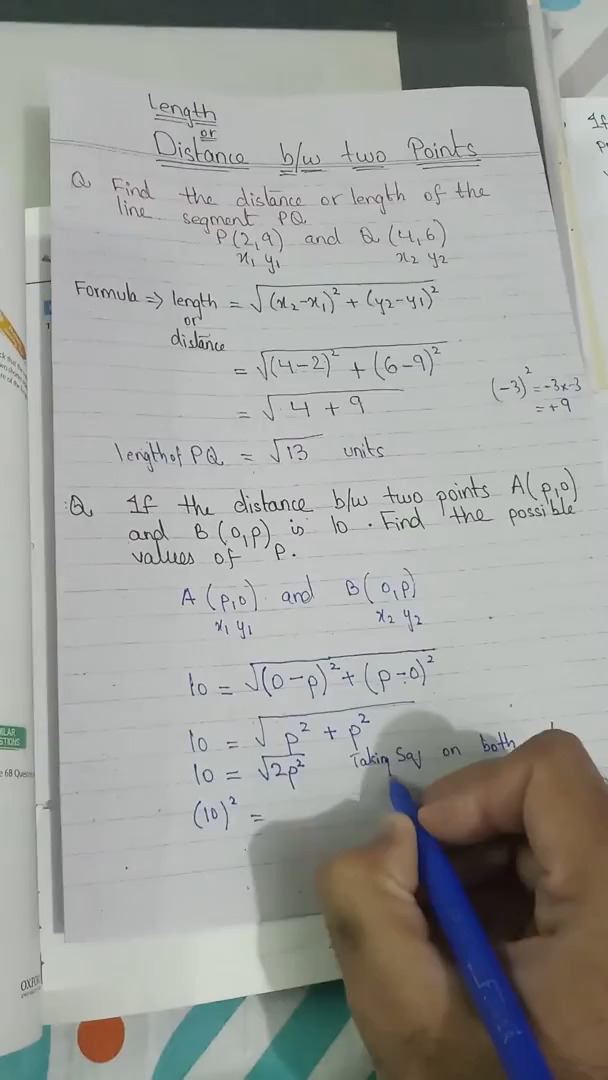 Length
or
Distance b/w two Points
Q Find the distance or length of the
line segment PQ
P(2,9) and Q (4,6)
x₁ y₁ x₂ y₂
Formula => length = √(x₂-x₁)² + (y₂-y₁)²
or
distance
= √(4-2)² + (6-9)²
= √4 + 9
(-3)² = -3x-3
= +9
length of PQ = √13 units
Q If the distance b/w two points A(p,0)
and B (0,p) is 10. Find the possible
values of p.
A (p,0) and B(0,p)
x₁ y₁ x₂ y₂
10 = √(0-p)² + (p-0)²
10 = √p² + p²
10 = √2p² Taking Sq on both
(10)² =
If
OXFO